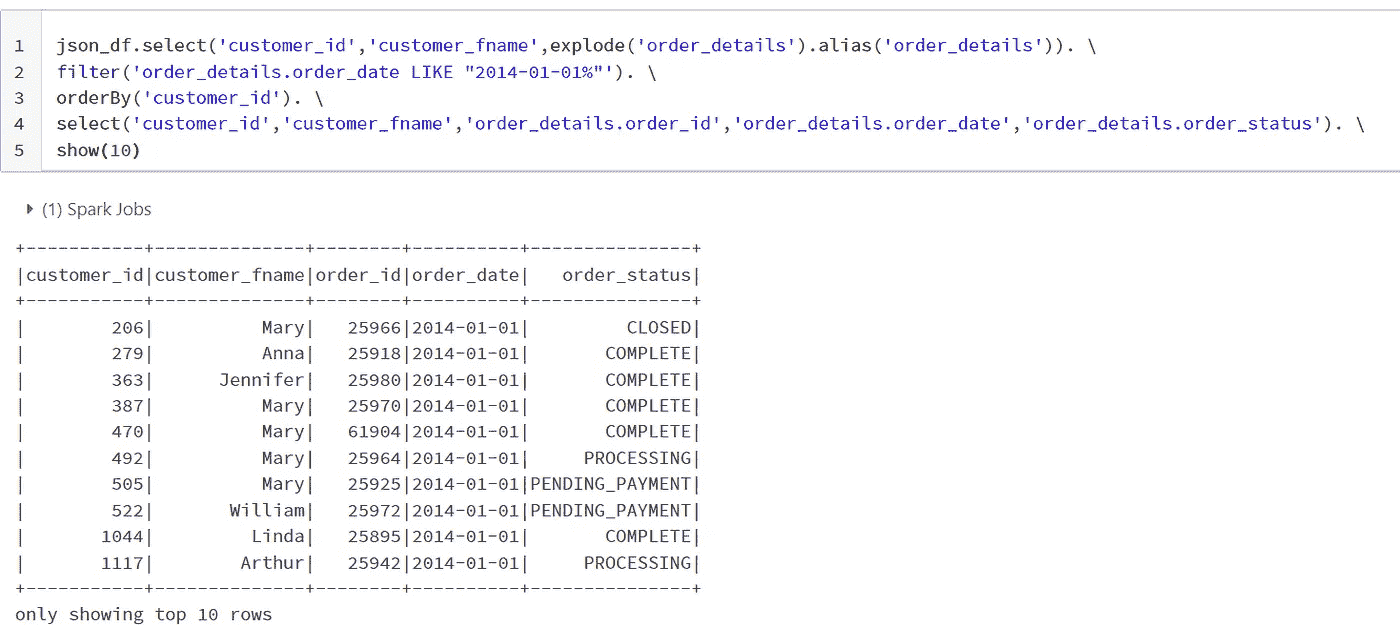 1 json_df.select('customer_id','customer_fname',explode('order_details').alias('order_details')). \
2 filter('order_details.order_date LIKE "2014-01-01%"'). \
3 orderBy('customer_id'). \
4 select('customer_id','customer_fname','order_details.order_id','order_details.order_date','order_details.order_status'). \
5 show(10)
(1) Spark Jobs
+-----------+--------------+--------+----------+---------------+
|customer_id|customer_fname|order_id|order_date|   order_status|
+-----------+--------------+--------+----------+---------------+
|        206|          Mary|   25966|2014-01-01|         CLOSED|
|        279|          Anna|   25918|2014-01-01|       COMPLETE|
|        363|      Jennifer|   25980|2014-01-01|       COMPLETE|
|        387|          Mary|   25970|2014-01-01|       COMPLETE|
|        470|          Mary|   61904|2014-01-01|       COMPLETE|
|        492|          Mary|   25964|2014-01-01|     PROCESSING|
|        505|          Mary|   25925|2014-01-01|PENDING_PAYMENT|
|        522|       William|   25972|2014-01-01|PENDING_PAYMENT|
|       1044|         Linda|   25895|2014-01-01|       COMPLETE|
|       1117|        Arthur|   25942|2014-01-01|     PROCESSING|
+-----------+--------------+--------+----------+---------------+
only showing top 10 rows